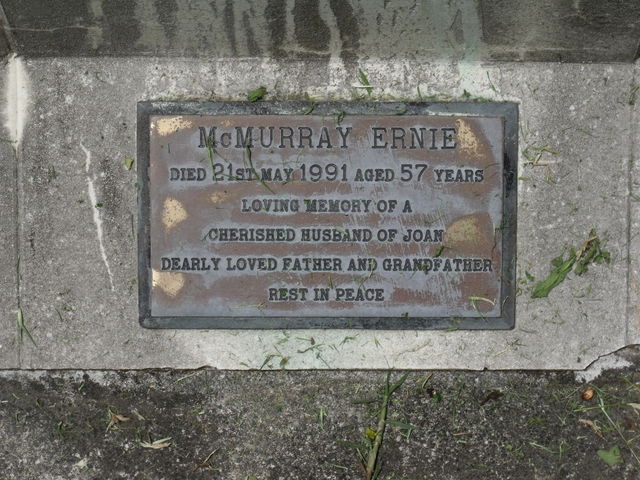 McMURRAY ERNIE
DIED 21ST MAY 1991 AGED 57 YEARS
LOVING MEMORY OF A
CHERISHED HUSBAND OF JOAN
DEARLY LOVED FATHER AND GRANDFATHER
REST IN PEACE